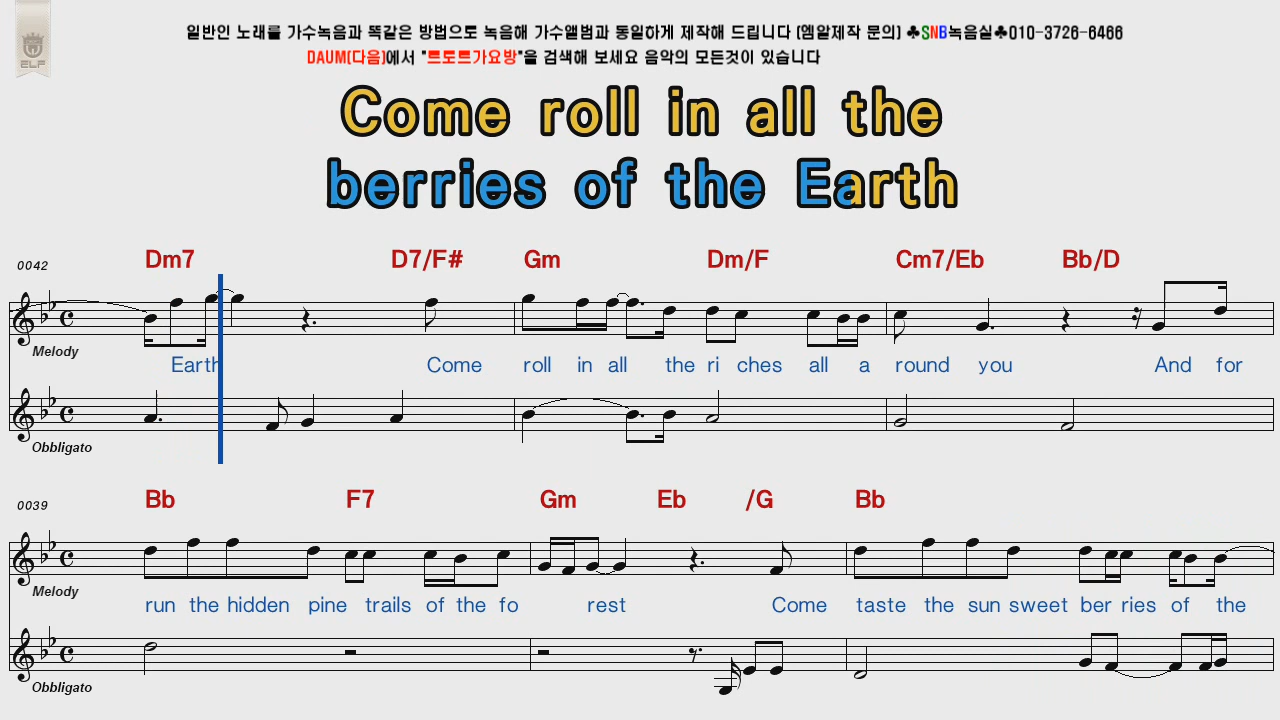 ELF
일반인 노래를 가수녹음과 똑같은 방법으로 녹음해 가수앨범과 동일하게 제작해 드립니다 (엠알제작 문의) ♣SNB녹음실♣010-3726-6466
DAUM(다음)에서 "트로트가요방"을 검색해 보세요 음악의 모든것이 있습니다
Come roll in all the
berries of the Earth
0042 Dm7 D7/F# Gm Dm/F Cm7/Eb Bb/D
Melody
Earth Come roll in all the ri ches all a round you And for
Obbligato
0039 Bb F7 Gm Eb /G Bb
Melody
run the hidden pine trails of the fo rest Come taste the sun sweet ber ries of the
Obbligato